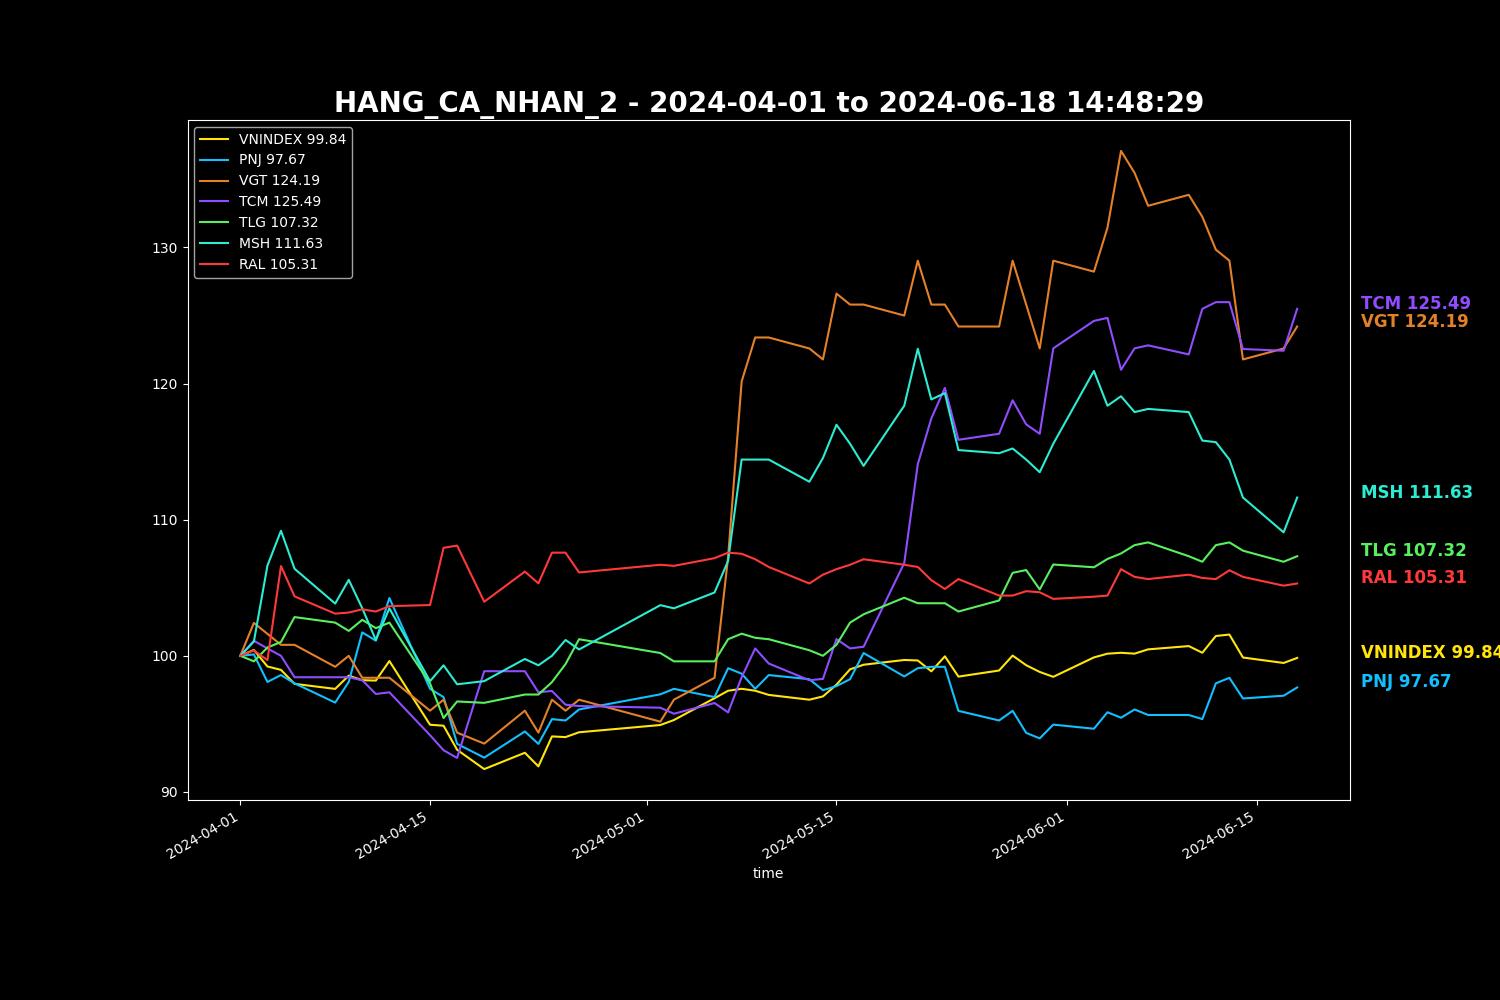 HANG_CA_NHAN_2 - 2024-04-01 to 2024-06-18 14:48:29
VNINDEX 99.84
PNJ 97.67
VGT 124.19
TCM 125.49
TLG 107.32
MSH 111.63
RAL 105.31
130
120
110
100
90
TCM 125.49
VGT 124.19
MSH 111.63
TLG 107.32
RAL 105.31
VNINDEX 99.84
PNJ 97.67
2024-04-01
2024-04-15
2024-05-01
2024-05-15
2024-06-01
2024-06-15
time